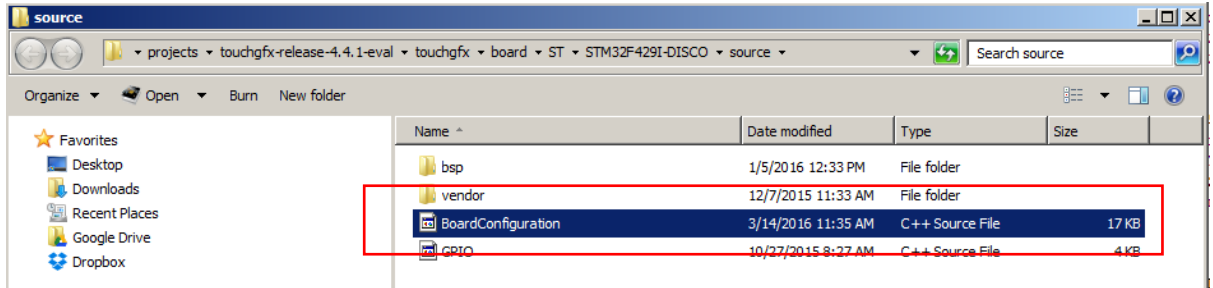 source
projects touchgfx-release-4.4.1-eval touchgfx board ST STM32F429I-DISCO source Search source
Organize Open Burn New folder
Favorites
Desktop
Downloads
Recent Places
Google Drive
Dropbox
Name Date modified Type Size
bsp 1/5/2016 12:33 PM File folder
vendor 12/7/2015 11:33 AM File folder
BoardConfiguration 3/14/2016 11:35 AM C++ Source File 17 KB
GPIO 10/27/2015 8:27 AM C++ Source File 4 KB